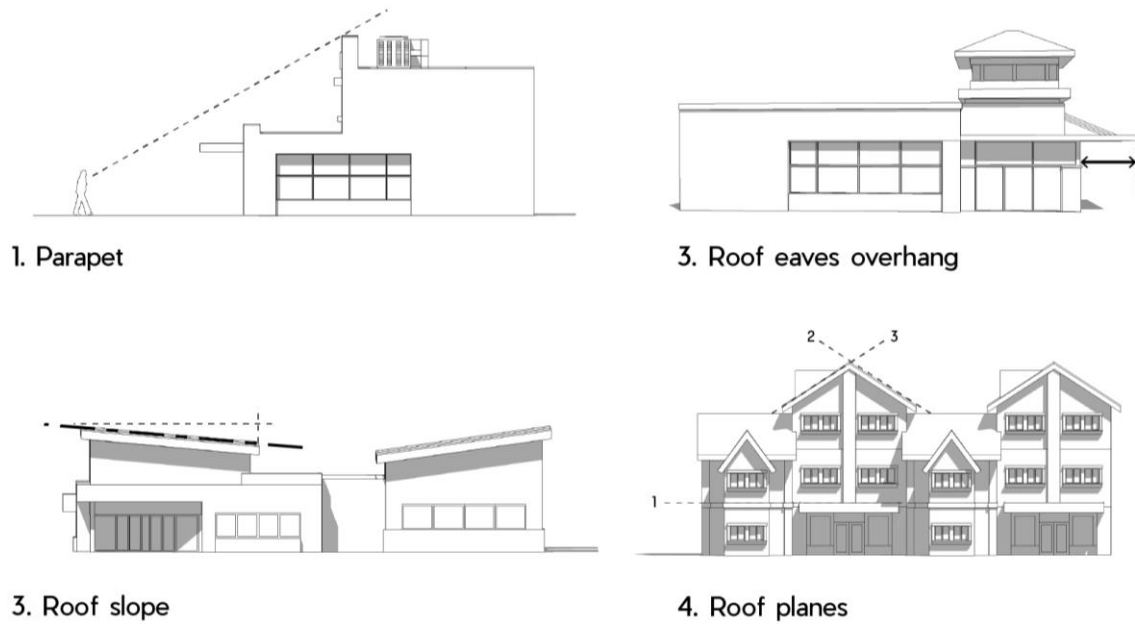 1. Parapet
3. Roof eaves overhang
2 3
1
3. Roof slope
4. Roof planes